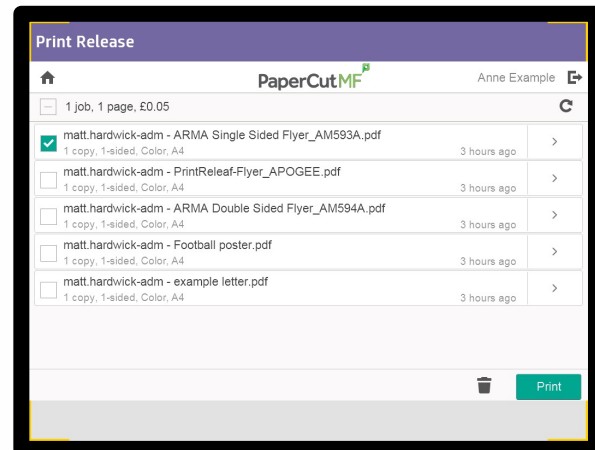 Print Release
PaperCutMF
Anne Example
1 job, 1 page, £0.05
matt.hardwick-adm - ARMA Single Sided Flyer_AM593A.pdf
1 copy, 1-sided, Color, A4
3 hours ago
matt.hardwick-adm - PrintReleaf-Flyer_APOGEE.pdf
1 copy, 1-sided, Color, A4
3 hours ago
matt.hardwick-adm - ARMA Double Sided Flyer_AM594A.pdf
1 copy, 1-sided, Color, A4
3 hours ago
matt.hardwick-adm - Football poster.pdf
1 copy, 1-sided, Color, A4
3 hours ago
matt.hardwick-adm - example letter.pdf
1 copy, 1-sided, Color, A4
3 hours ago
Print